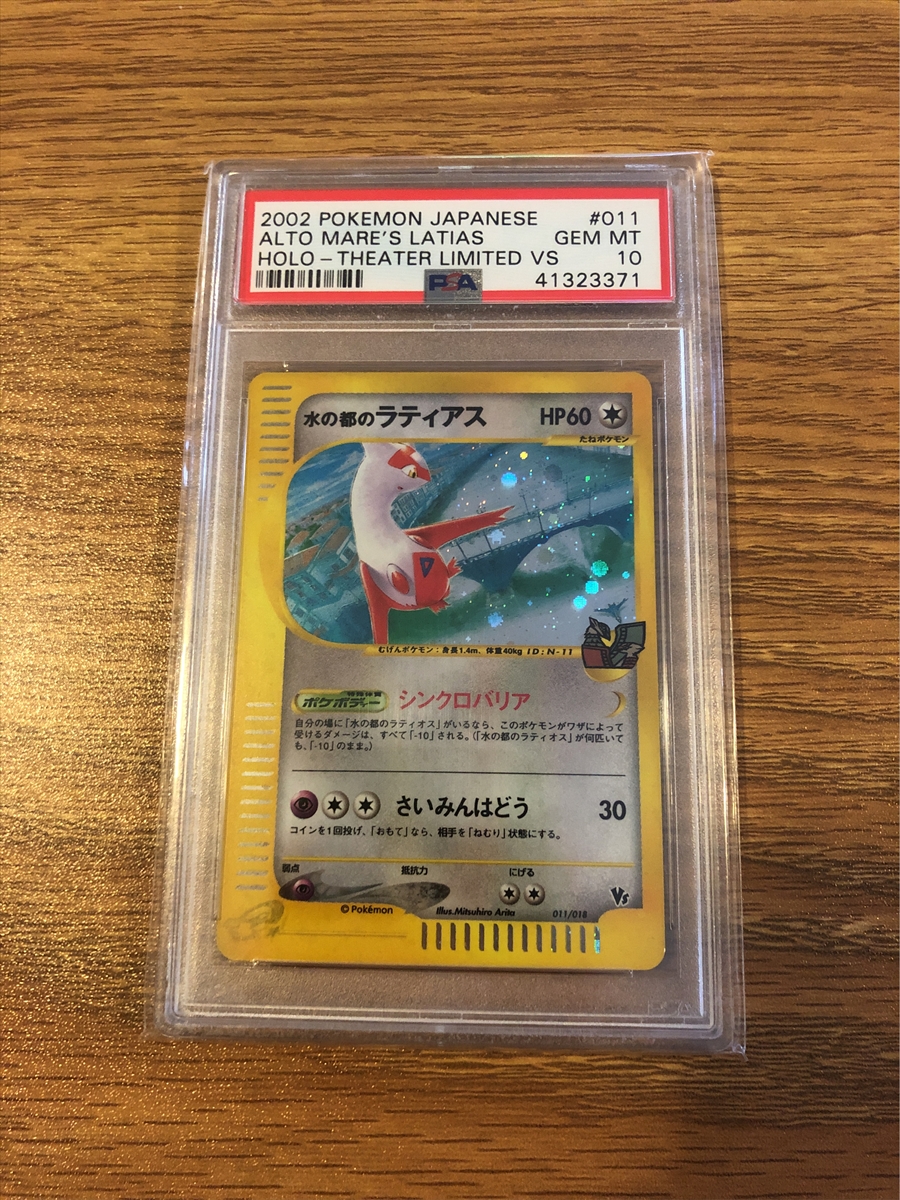 2002 POKEMON JAPANESE #011
ALTO MARE'S LATIAS GEM MT
HOLO-THEATER LIMITED VS 10
PSA 41323371
水の都のラティアス HP60
たねポケモン
むげんポケモン：身長1.4m、体重40kg ID:N-11
特殊体質
ポケボディー シンクロバリア
自分の場に「水の都のラティオス」がいるなら、このポケモンがワザによって
受けるダメージは、すべて「-10」される。（「水の都のラティオス」が何匹いて
も、「-10」のまま。）
さいみんはどう 30
コインを1回投げ、「おもて」なら、相手を「ねむり」状態にする。
弱点 抵抗力 にげる
© Pokémon Illus.Mitsuhiro Arita 011/018 VS